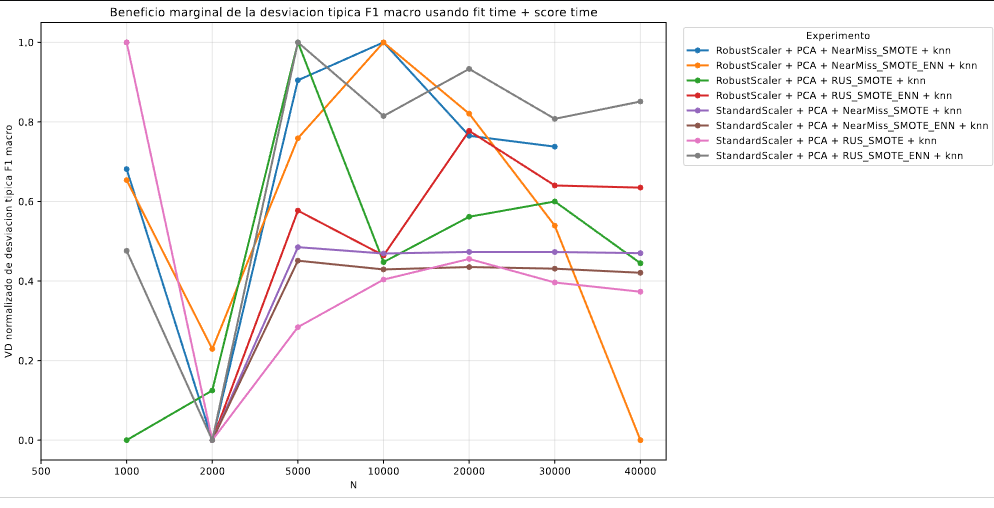 Beneficio marginal de la desviacion tipica F1 macro usando fit time + score time
VD normalizado de desviacion tipica F1 macro
1.0
0.8
0.6
0.4
0.2
0.0
500 1000 2000 5000 10000 20000 30000 40000
N
Experimento
RobustScaler + PCA + NearMiss_SMOTE + knn
RobustScaler + PCA + NearMiss_SMOTE_ENN + knn
RobustScaler + PCA + RUS_SMOTE + knn
RobustScaler + PCA + RUS_SMOTE_ENN + knn
StandardScaler + PCA + NearMiss_SMOTE + knn
StandardScaler + PCA + NearMiss_SMOTE_ENN + knn
StandardScaler + PCA + RUS_SMOTE + knn
StandardScaler + PCA + RUS_SMOTE_ENN + knn